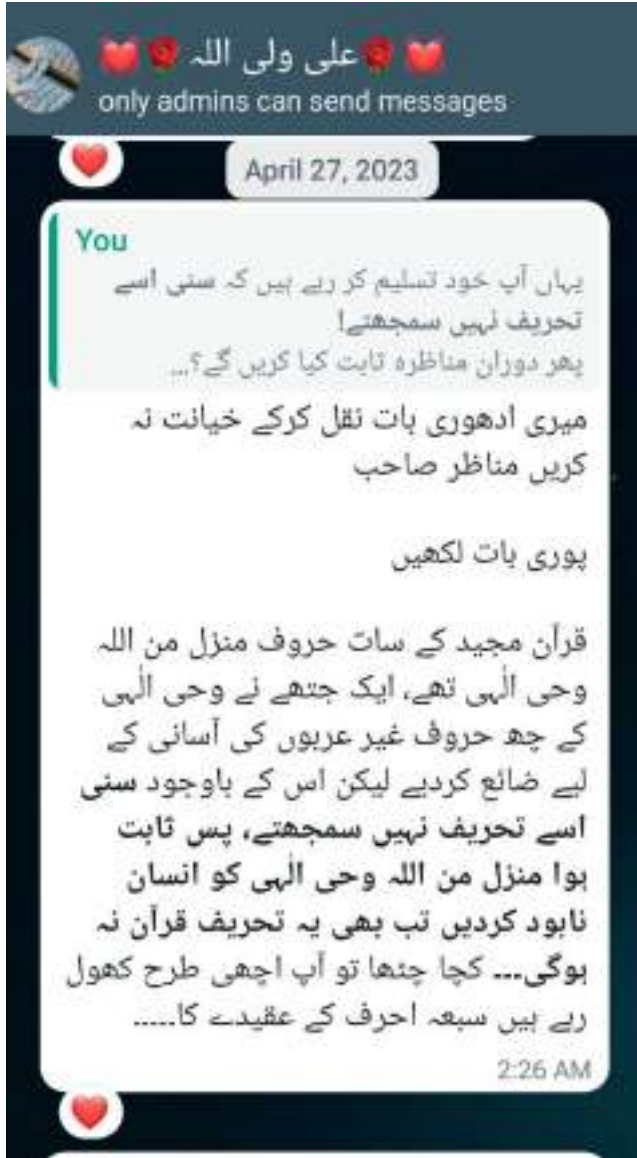 💓🌹علی ولی اللہ🌹💓
only admins can send messages
April 27, 2023
You
یہاں آپ خود تسلیم کر رہے ہیں کہ سنی اسے
تحریف نہیں سمجھتے!
پھر دوران مناظرہ ثابت کیا کریں گے؟...
میری ادھوری بات نقل کرکے خیانت نہ
کریں مناظر صاحب
پوری بات لکھیں
قرآن مجید کے سات حروف منزل من اللہ
وحی الٰہی تھے، ایک جتھے نے وحی الٰہی
کے چھ حروف غیر عربوں کی آسانی کے
لیے ضائع کردیے لیکن اس کے باوجود سنی
اسے تحریف نہیں سمجھتے، پس ثابت
ہوا منزل من اللہ وحی الٰہی کو انسان
نابود کردیں تب بھی یہ تحریف قرآن نہ
ہوگی... کچا چٹھا تو آپ اچھی طرح کھول
رہے ہیں سبعہ احرف کے عقیدے کا.....
2:26 AM